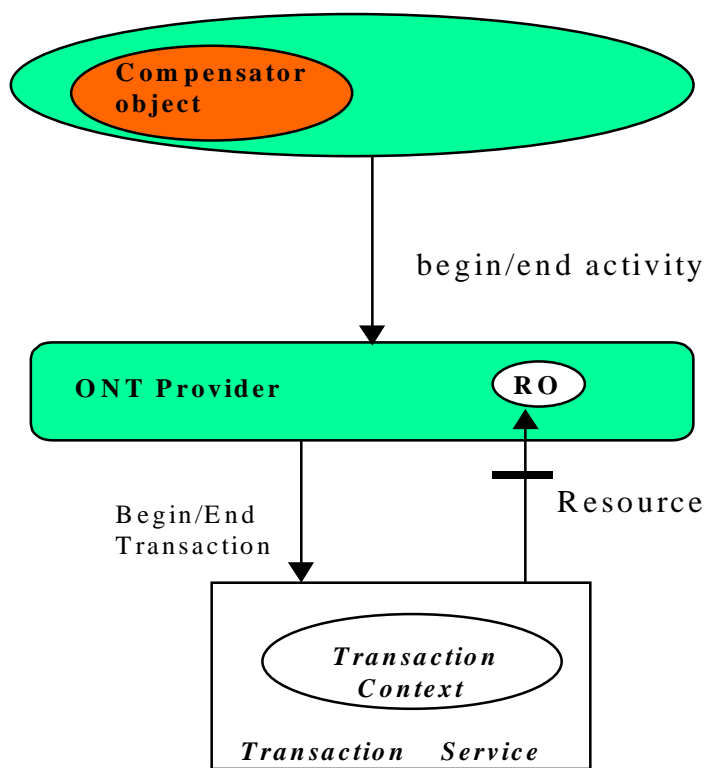 Compensator
object
begin/end activity
ONT Provider
RO
Resource
Begin/End
Transaction
Transaction
Context
Transaction Service